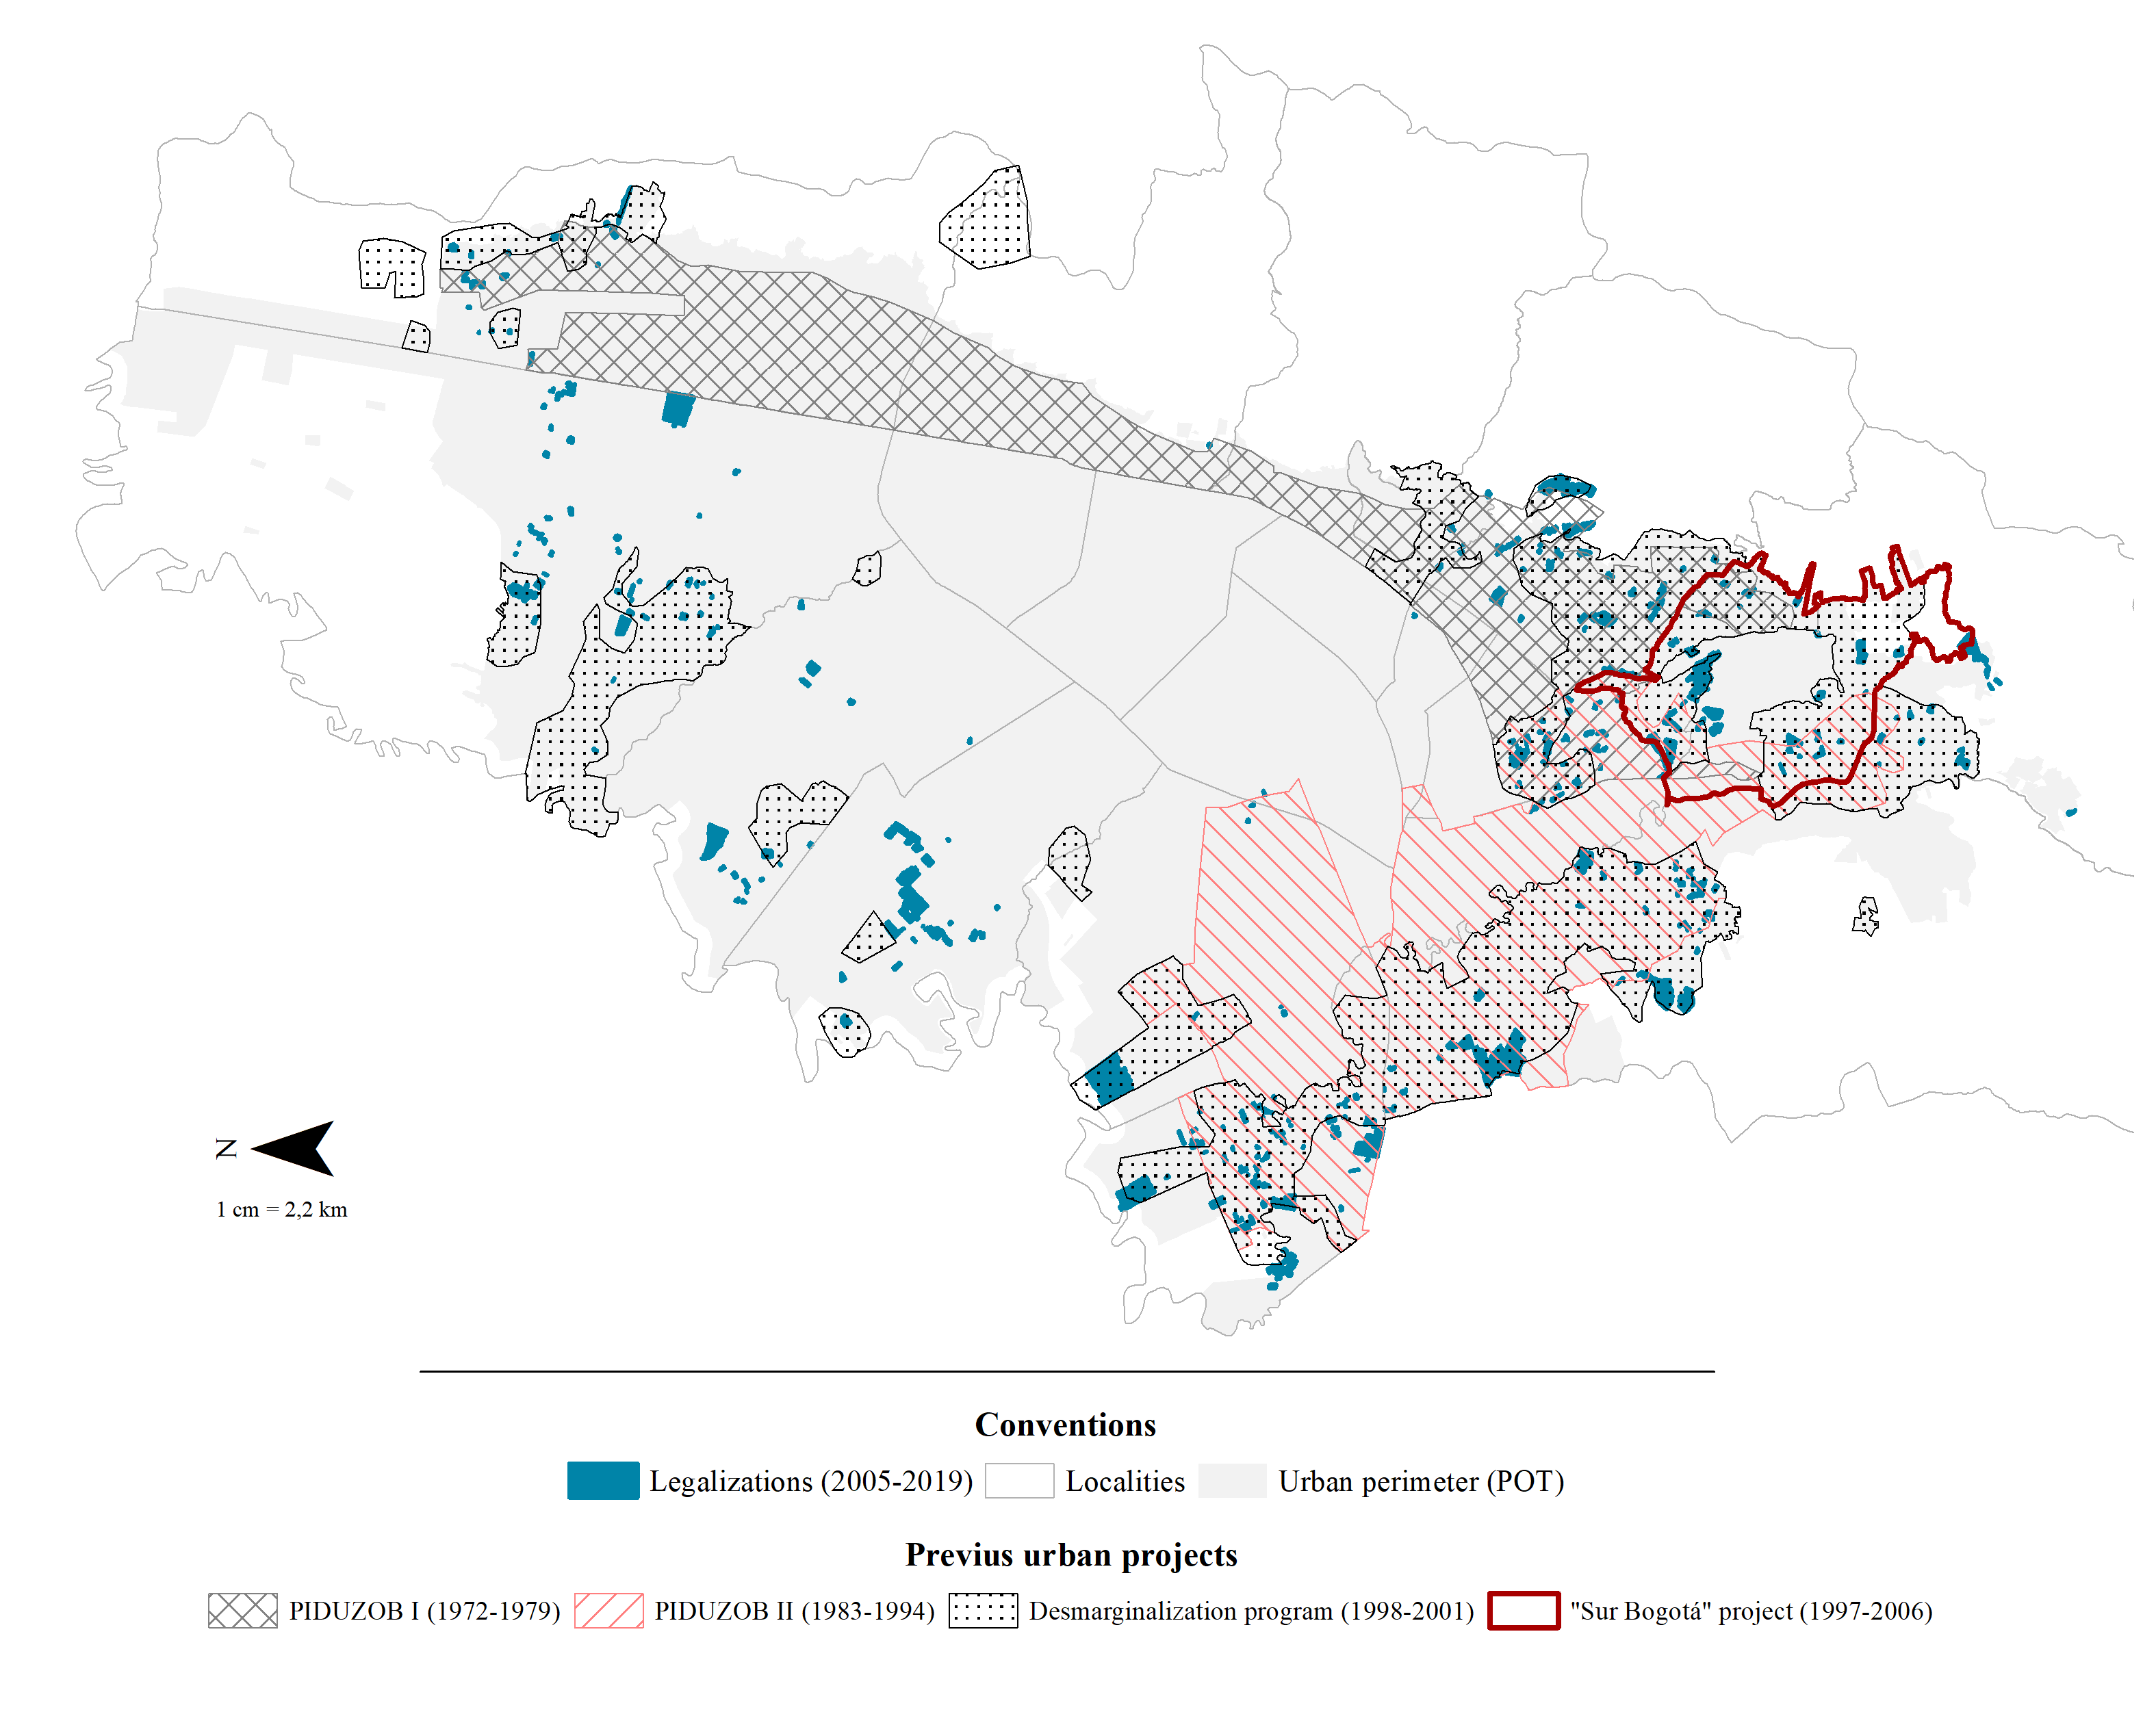 N
1 cm = 2,2 km
Conventions
Legalizations (2005-2019) Localities Urban perimeter (POT)
Previus urban projects
PIDUZOB I (1972-1979) PIDUZOB II (1983-1994) Desmarginalization program (1998-2001) "Sur Bogotá" project (1997-2006)